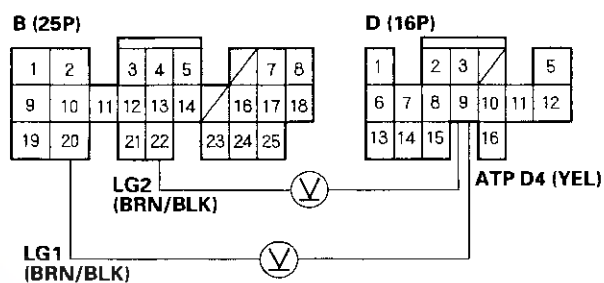 B (25P) D (16P)
1 2 3 4 5 7 8 1 2 3 5
9 10 11 12 13 14 16 17 18 6 7 8 9 10 11 12
19 20 21 22 23 24 25 13 14 15 16
LG2 V ATP D4 (YEL)
(BRN/BLK)
LG1 V
(BRN/BLK)